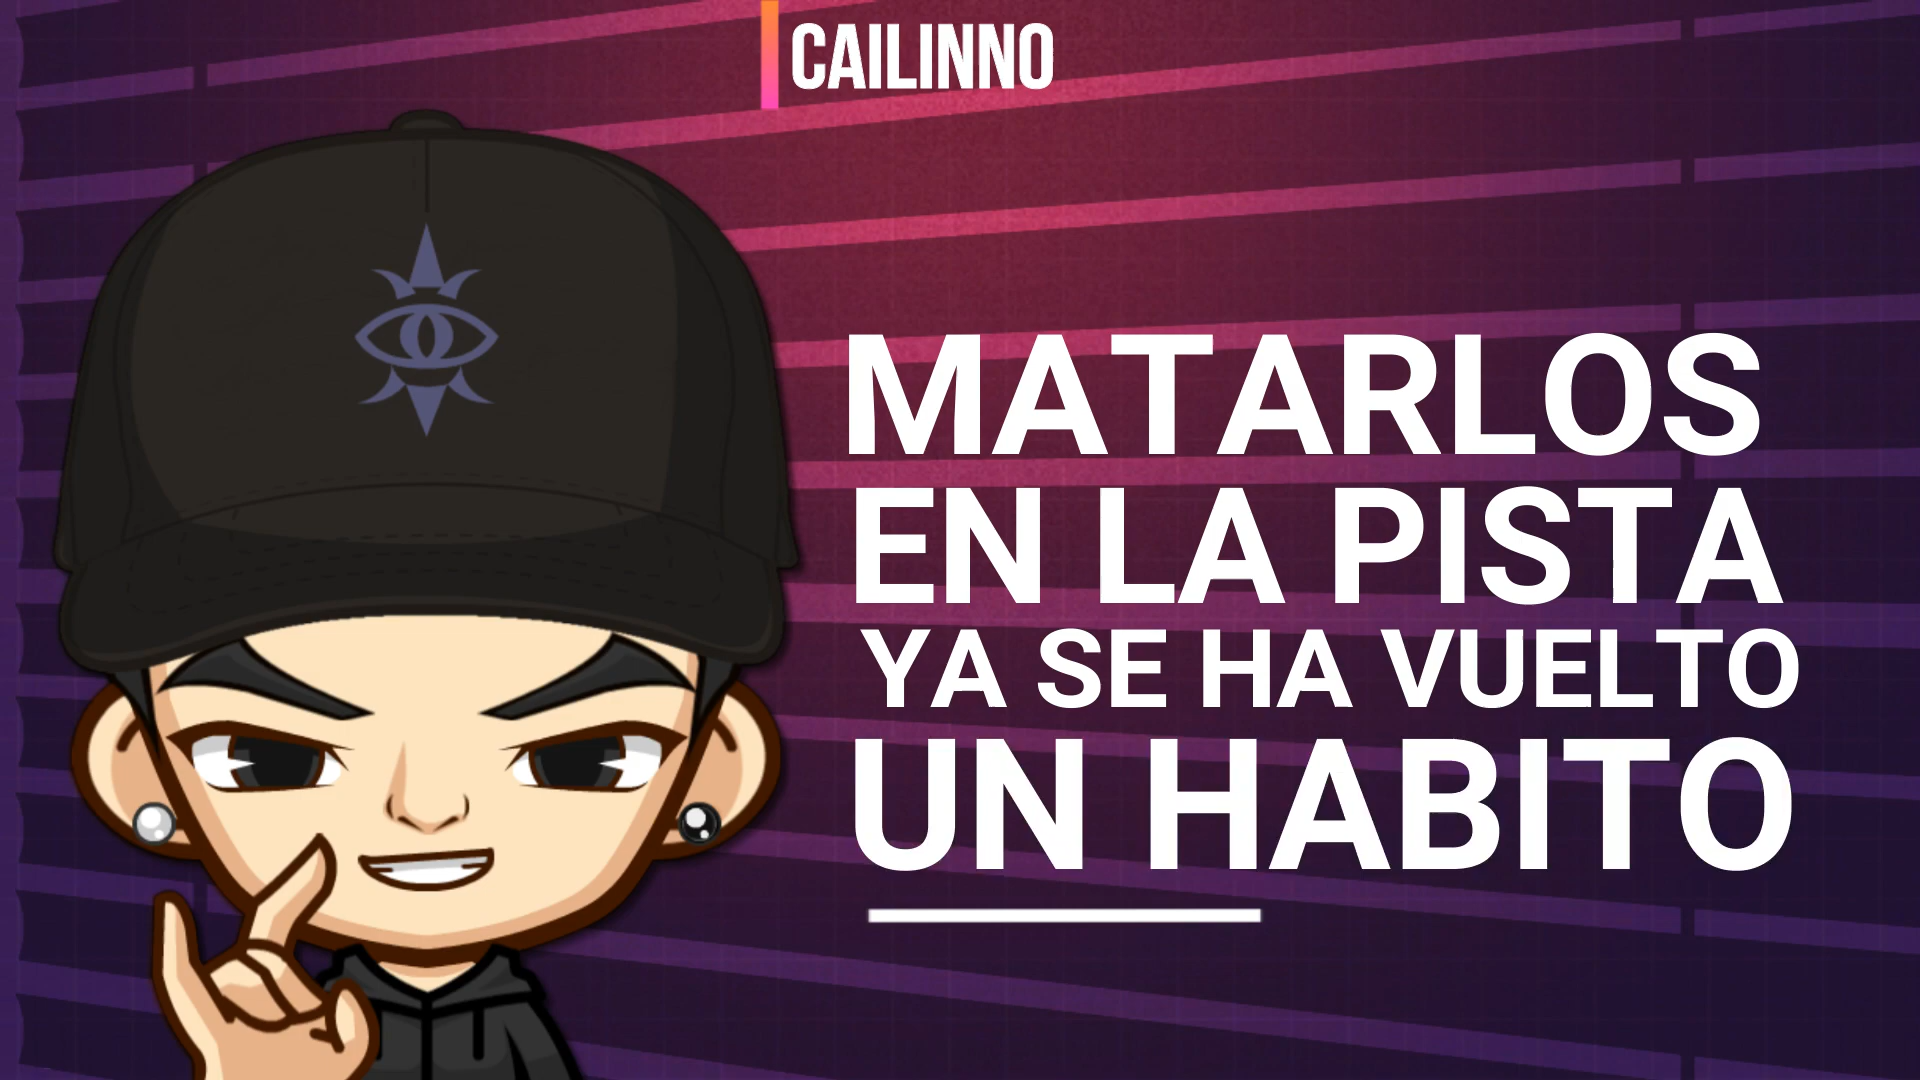 CAILINNO
MATARLOS
EN LA PISTA
YA SE HA VUELTO
UN HABITO